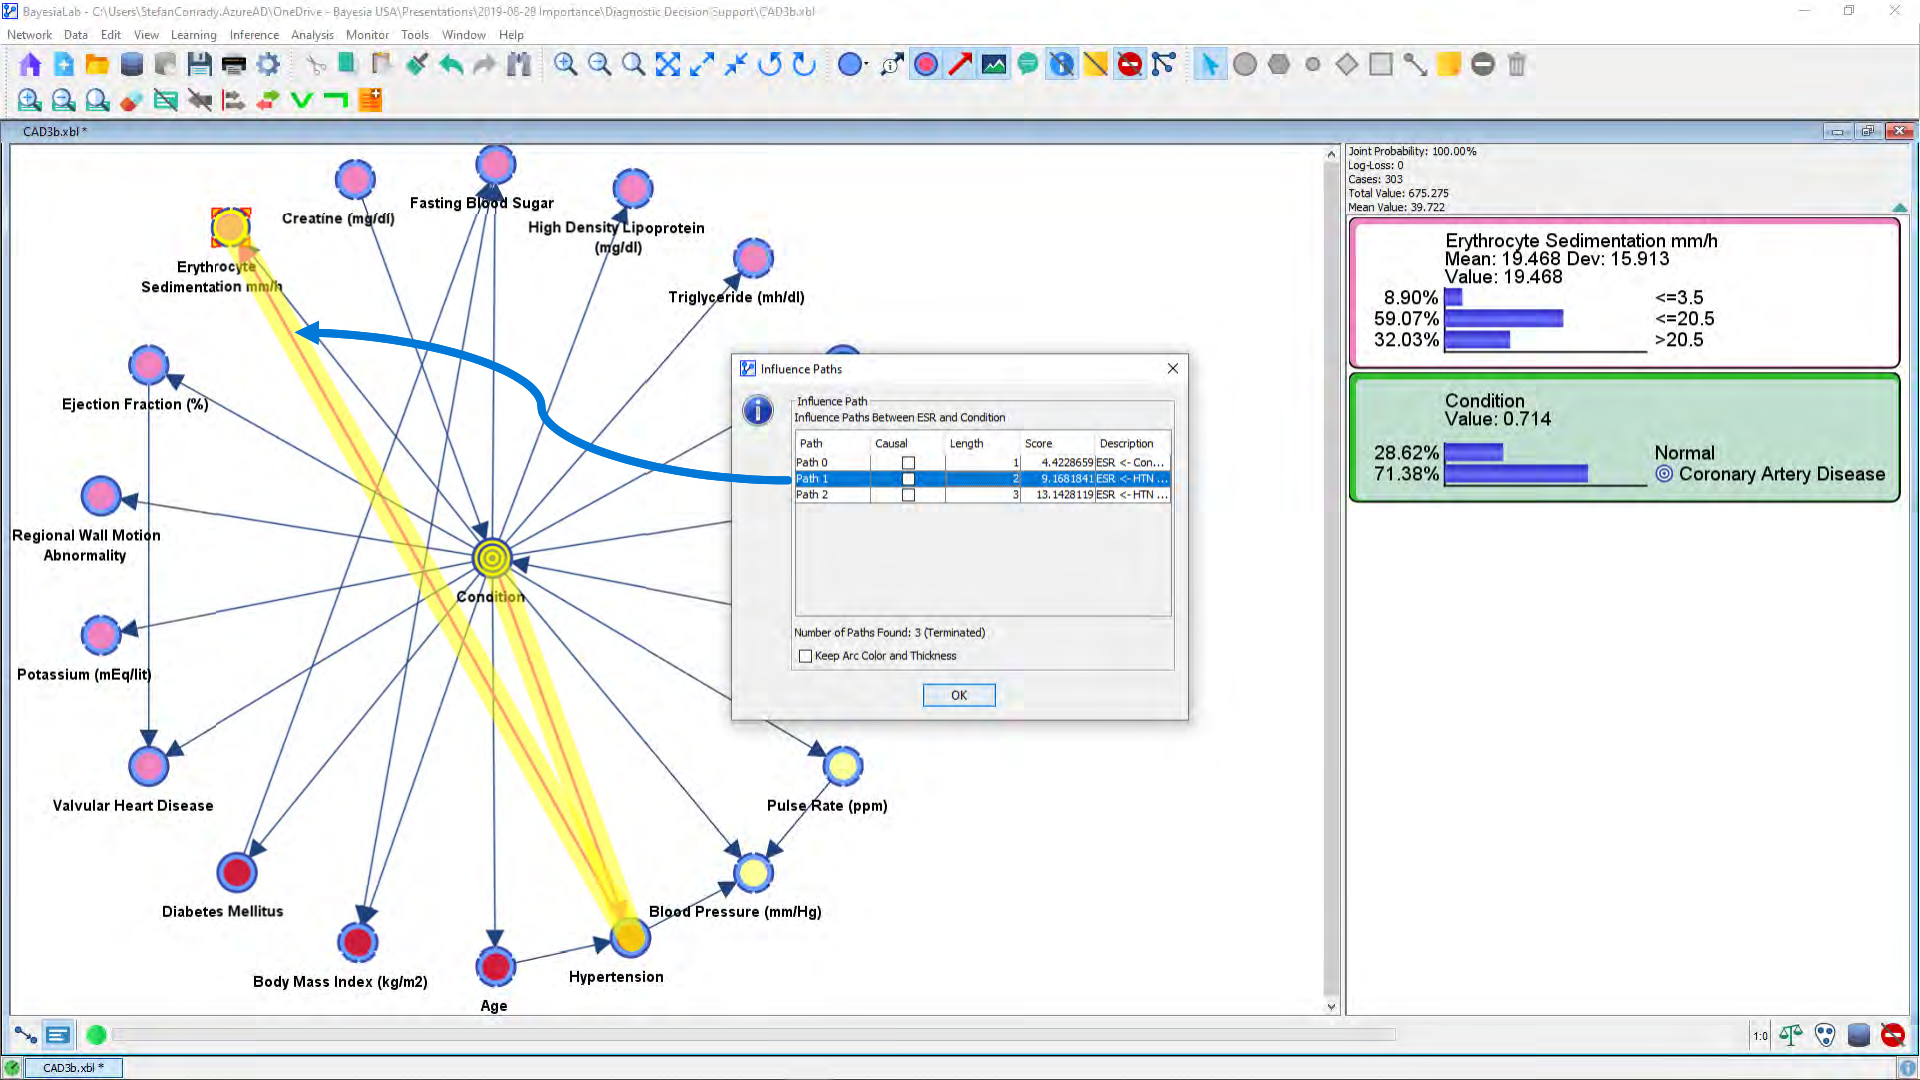 BayesiaLab - C:\Users\StefanConrady.AzureAD\OneDrive - Bayesia USA\Presentations\2019-06-28 Importance\Diagnostic Decision Support\CAD3b.xbl
Network Data Edit View Learning Inference Analysis Monitor Tools Window Help
CAD3b.xbl *
Creatine (mg/dl)
Fasting Blood Sugar
High Density Lipoprotein
(mg/dl)
Erythrocyte
Sedimentation mm/h
Triglyceride (mh/dl)
Ejection Fraction (%)
Regional Wall Motion
Abnormality
Condition
Potassium (mEq/lit)
Valvular Heart Disease
Pulse Rate (ppm)
Diabetes Mellitus
Blood Pressure (mm/Hg)
Body Mass Index (kg/m2)
Hypertension
Age
Influence Paths
Influence Path
Influence Paths Between ESR and Condition
Path Causal Length Score Description
Path 0 1 4.4228659 ESR <- Con...
Path 1 2 9.1681841 ESR <- HTN ...
Path 2 3 13.1428119 ESR <- HTN ...
Number of Paths Found: 3 (Terminated)
Keep Arc Color and Thickness
OK
Joint Probability: 100.00%
Log-Loss: 0
Cases: 303
Total Value: 675.275
Mean Value: 39.722
Erythrocyte Sedimentation mm/h
Mean: 19.468 Dev: 15.913
Value: 19.468
8.90% <=3.5
59.07% <=20.5
32.03% >20.5
Condition
Value: 0.714
28.62% Normal
71.38% Coronary Artery Disease
1:0
CAD3b.xbl *